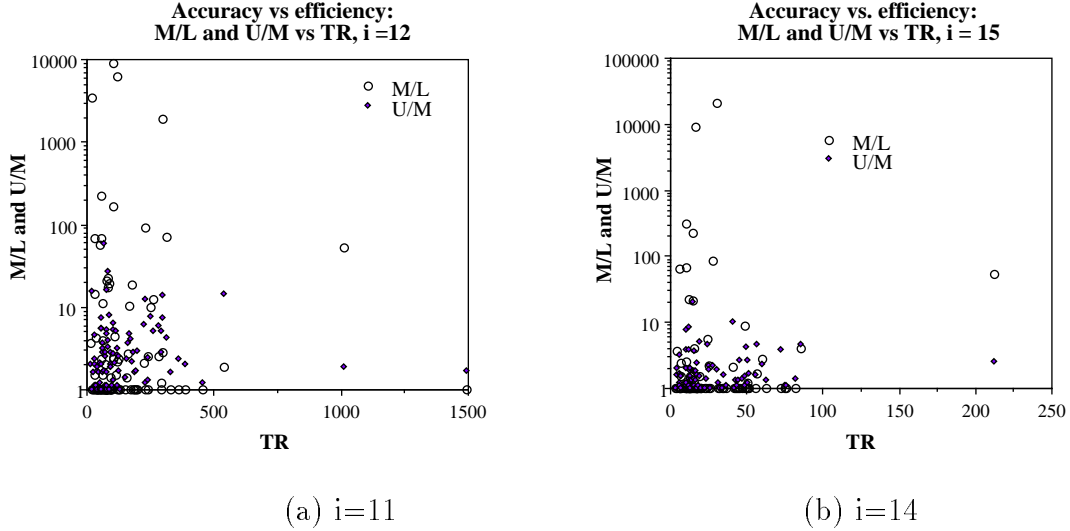 Accuracy vs efficiency:
M/L and U/M vs TR, i =12
10000
1000
100
10
1
M/L and U/M
M/L
U/M
0
500
1000
1500
TR
(a) i=11
Accuracy vs. efficiency:
M/L and U/M vs TR, i = 15
100000
10000
1000
100
10
1
M/L and U/M
M/L
U/M
0
50
100
150
200
250
TR
(b) i=14